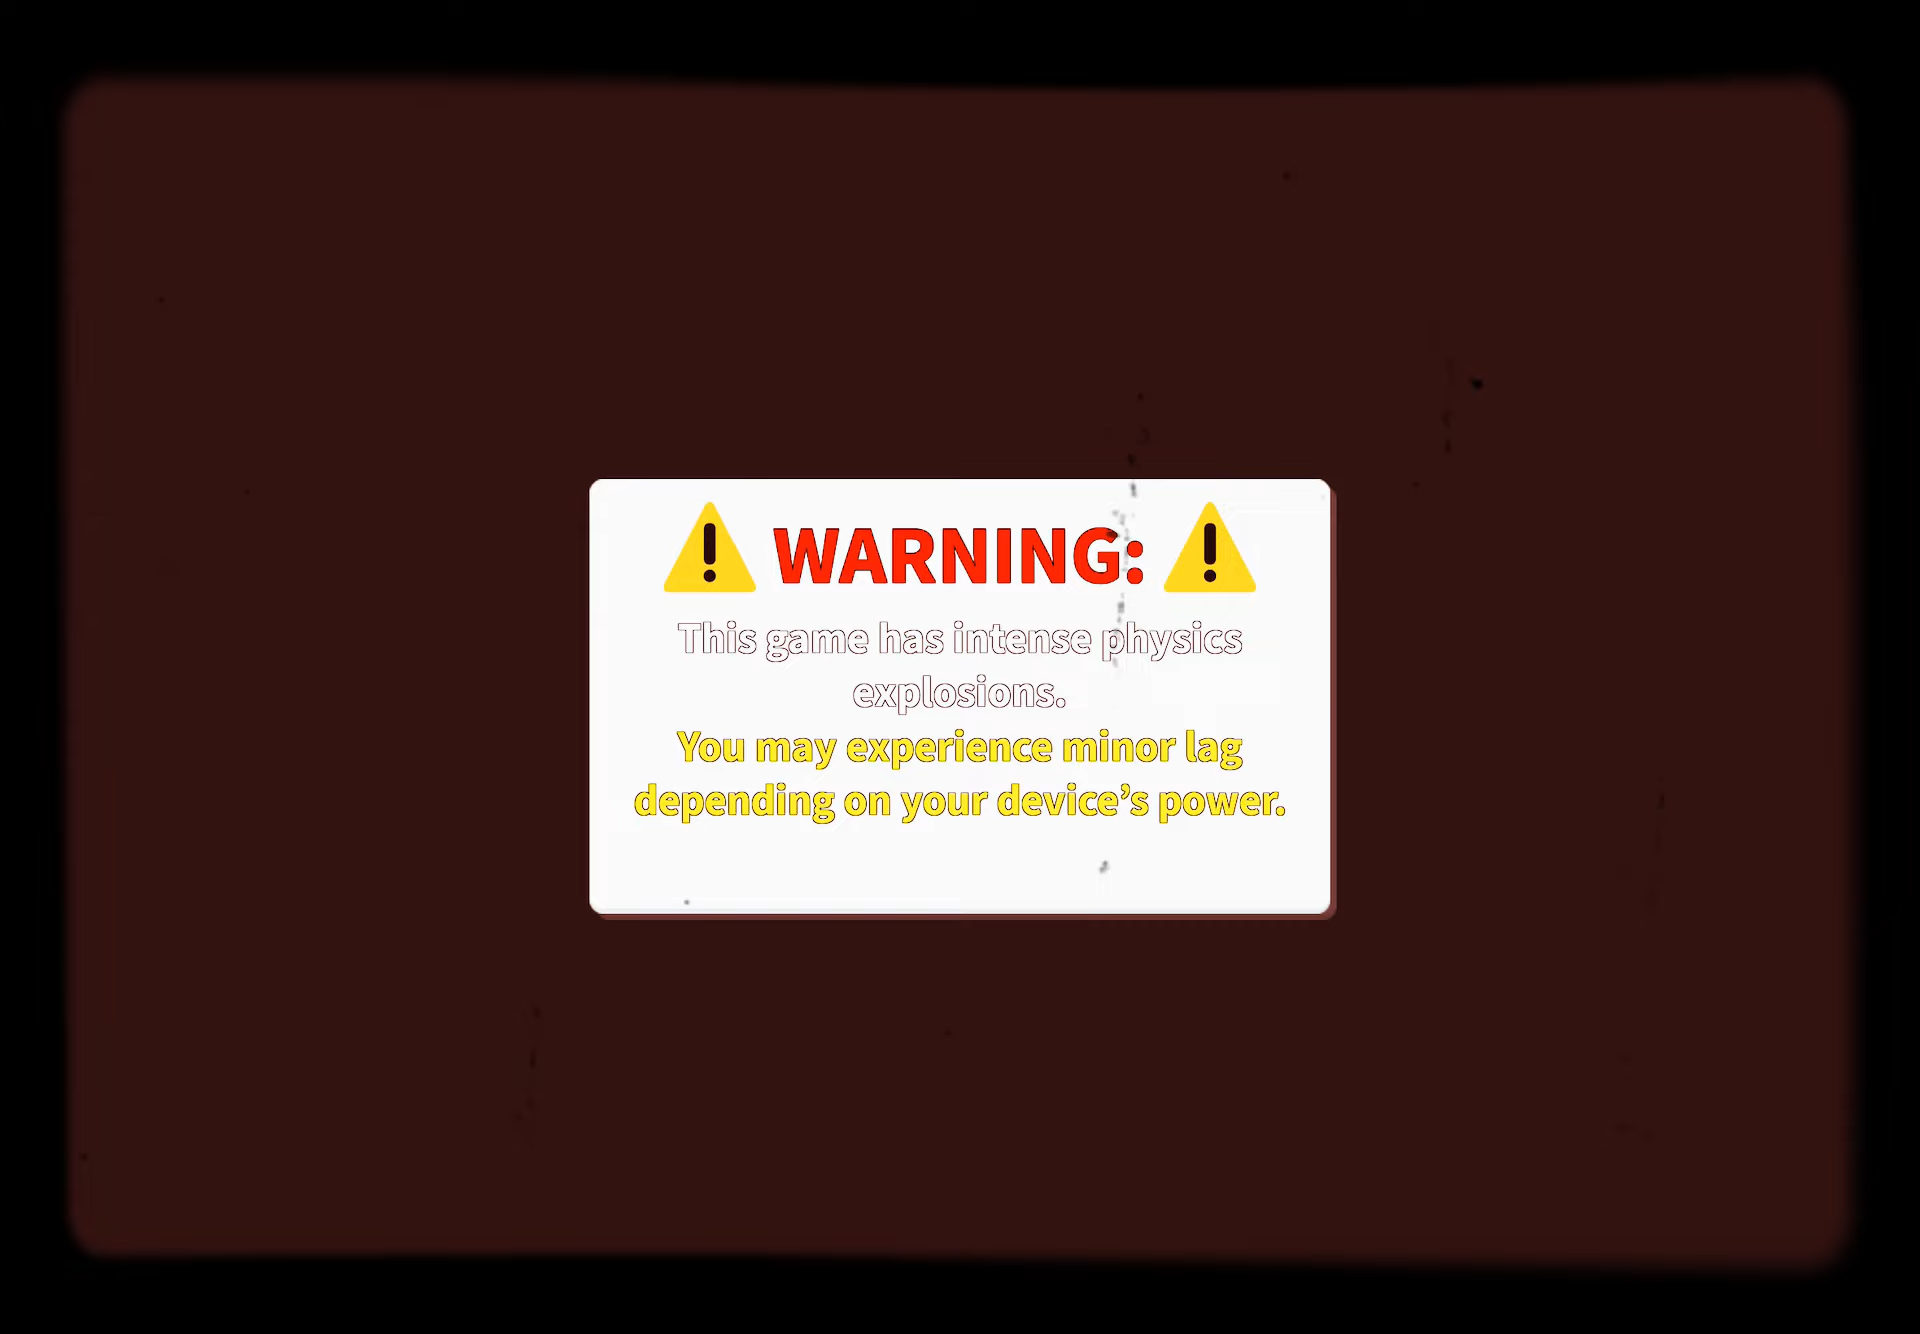 ⚠️ WARNING: ⚠️
This game has intense physics
explosions.
You may experience minor lag
depending on your device’s power.